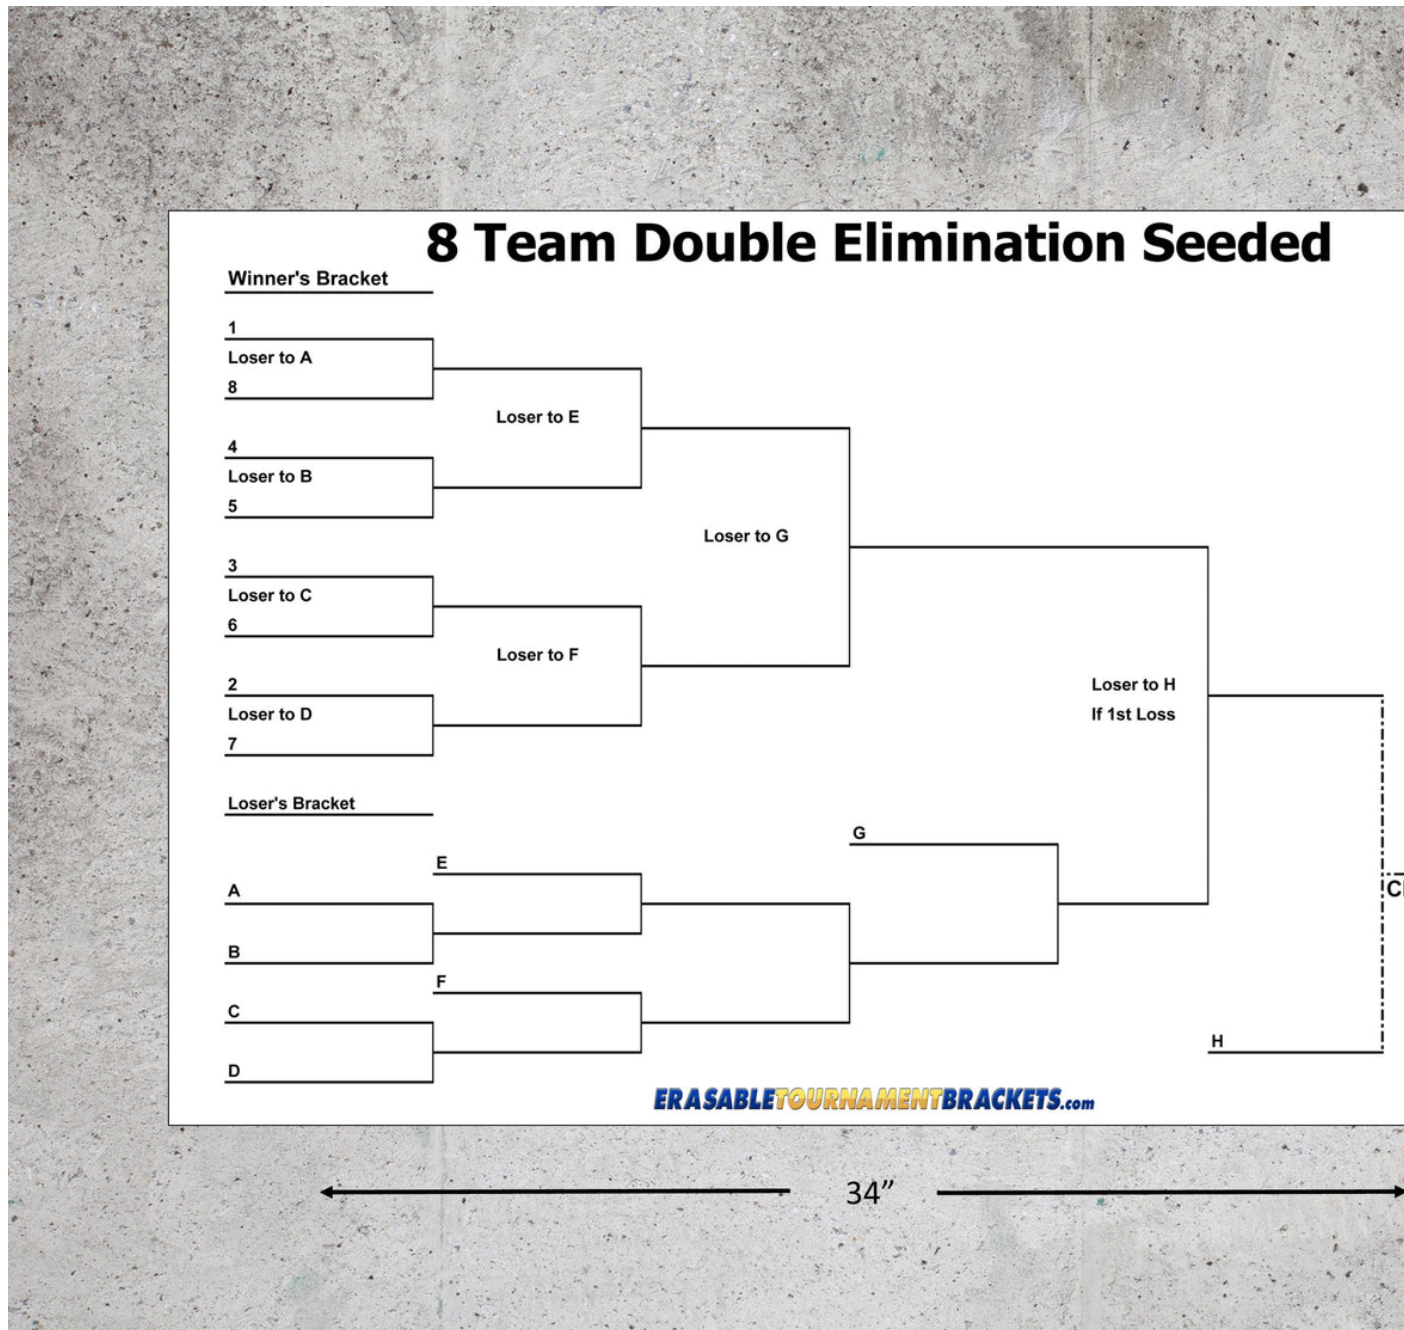 8 Team Double Elimination Seeded
Winner's Bracket
1
Loser to A
8
Loser to E
4
Loser to B
5
Loser to G
3
Loser to C
6
Loser to F
2
Loser to D
7
Loser to H
If 1st Loss
Loser's Bracket
G
E
A
B
F
C
D
H
ERASABLETOURNAMENTBRACKETS.com
34”